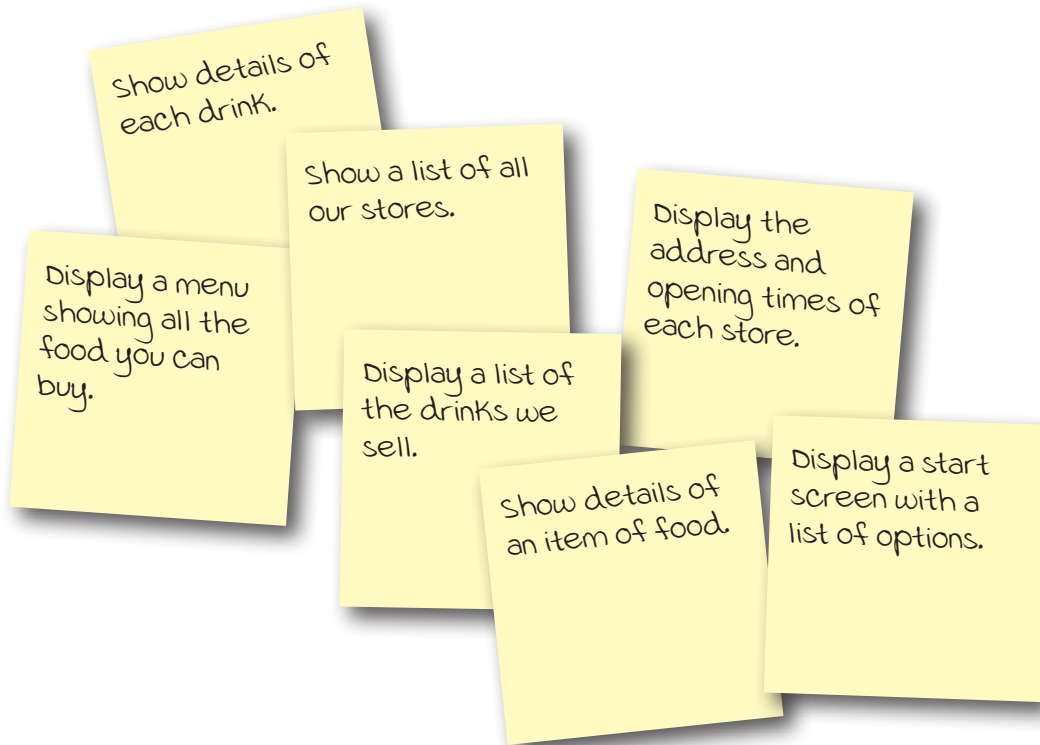 Show details of
each drink.
Show a list of all
our stores.
Display a menu
showing all the
food you can
buy.
Display the
address and
opening times of
each store.
Display a list of
the drinks we
sell.
Show details of
an item of food.
Display a start
screen with a
list of options.